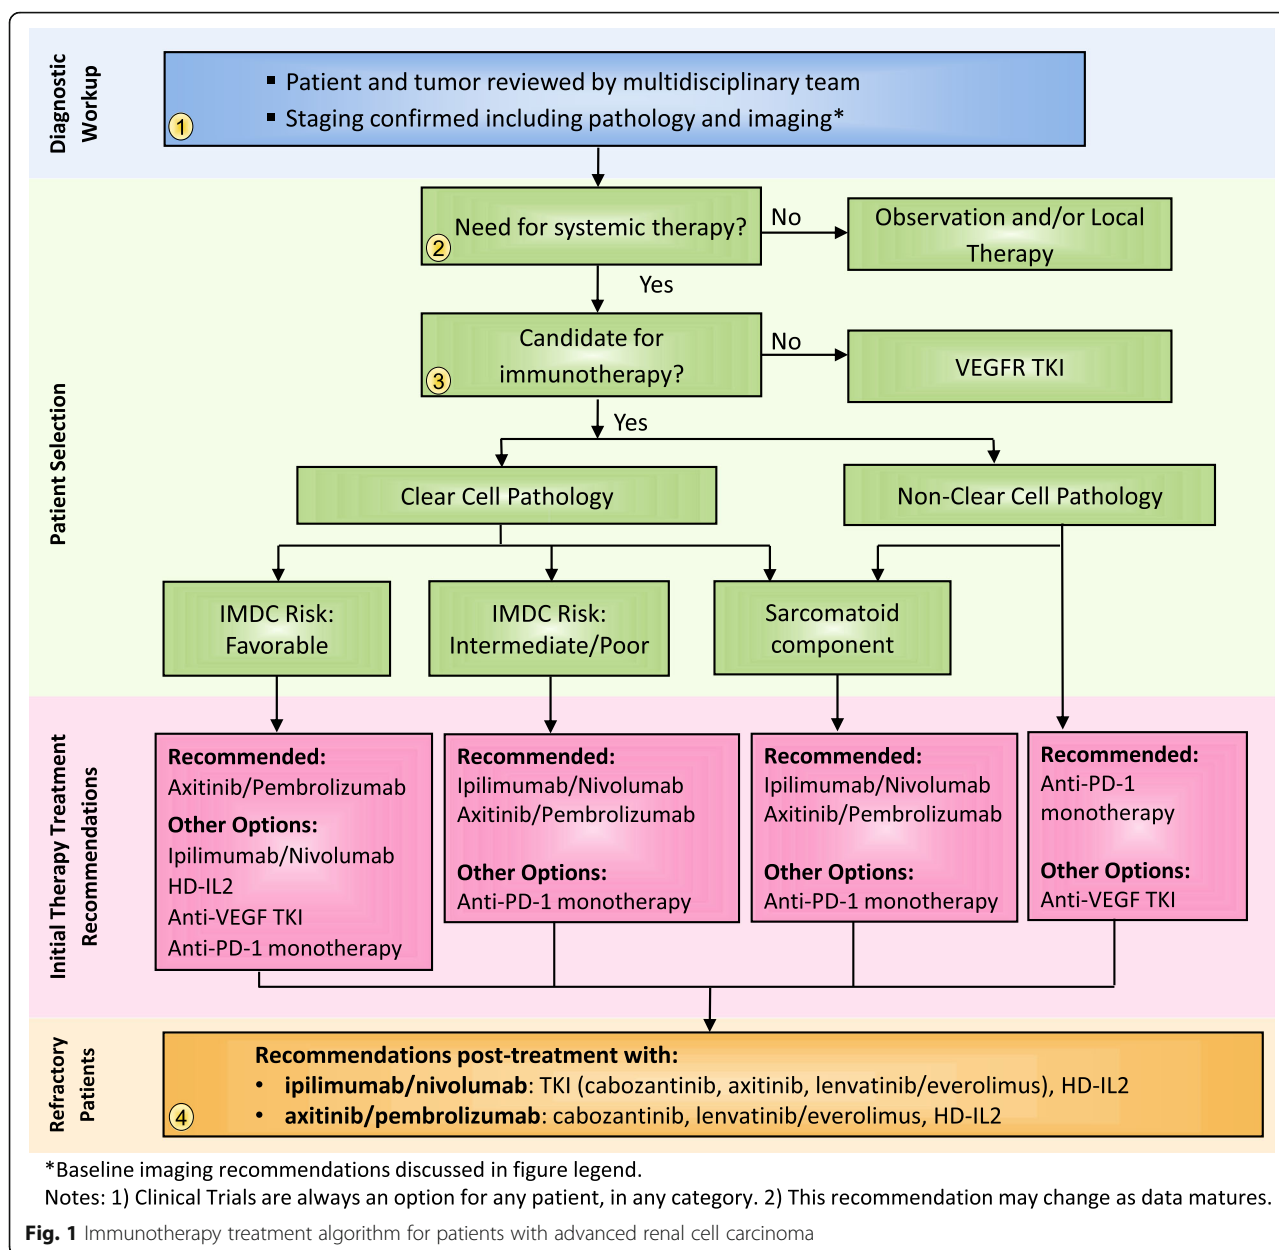 Diagnostic
Workup
▪ Patient and tumor reviewed by multidisciplinary team
▪ Staging confirmed including pathology and imaging*
1
Patient Selection
Need for systemic therapy?
2
No
Observation and/or Local
Therapy
Yes
Candidate for
immunotherapy?
3
No
VEGFR TKI
Yes
Clear Cell Pathology
Non-Clear Cell Pathology
IMDC Risk:
Favorable
IMDC Risk:
Intermediate/Poor
Sarcomatoid
component
Initial Therapy Treatment
Recommendations
Recommended:
Axitinib/Pembrolizumab
Other Options:
Ipilimumab/Nivolumab
HD-IL2
Anti-VEGF TKI
Anti-PD-1 monotherapy
Recommended:
Ipilimumab/Nivolumab
Axitinib/Pembrolizumab
Other Options:
Anti-PD-1 monotherapy
Recommended:
Ipilimumab/Nivolumab
Axitinib/Pembrolizumab
Other Options:
Anti-PD-1 monotherapy
Recommended:
Anti-PD-1
monotherapy
Other Options:
Anti-VEGF TKI
Refractory
Patients
Recommendations post-treatment with:
• ipilimumab/nivolumab: TKI (cabozantinib, axitinib, lenvatinib/everolimus), HD-IL2
• axitinib/pembrolizumab: cabozantinib, lenvatinib/everolimus, HD-IL2
4
*Baseline imaging recommendations discussed in figure legend.
Notes: 1) Clinical Trials are always an option for any patient, in any category. 2) This recommendation may change as data matures.
Fig. 1 Immunotherapy treatment algorithm for patients with advanced renal cell carcinoma